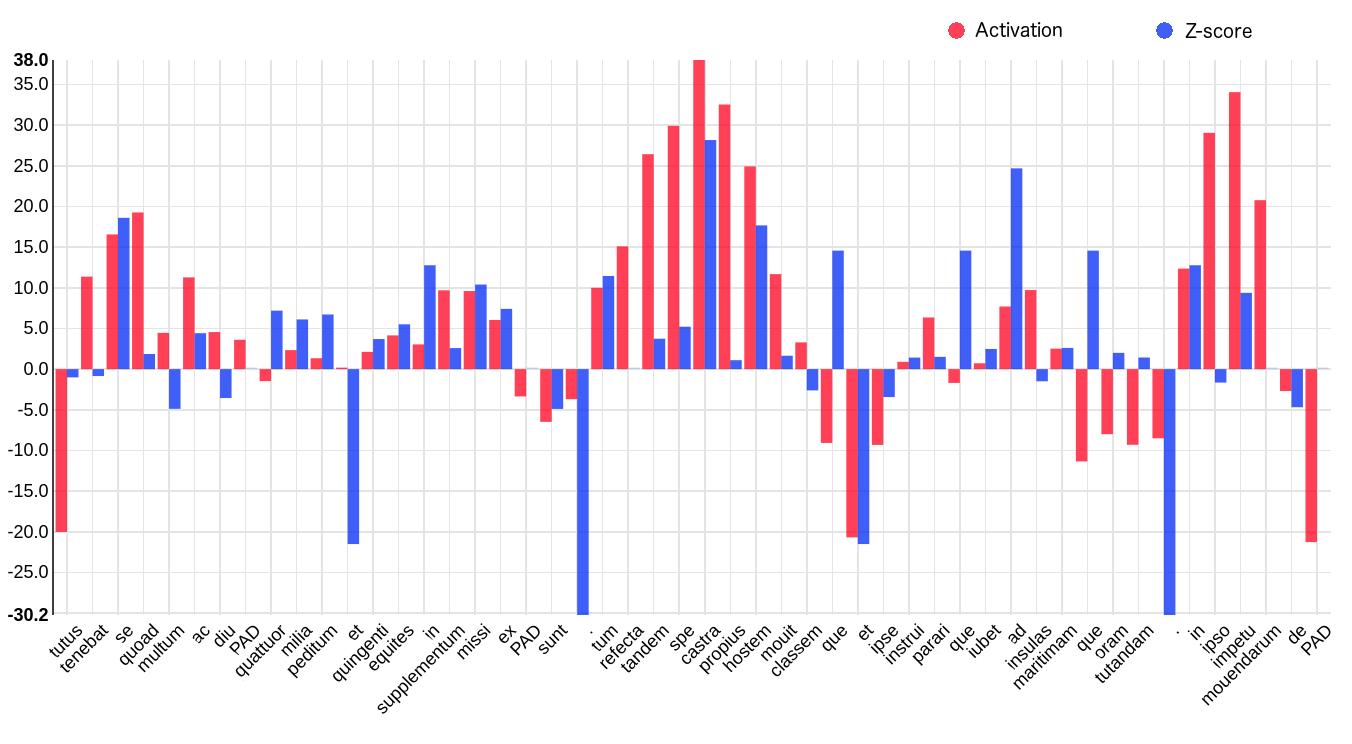 Activation Z-score
38.0
35.0
30.0
25.0
20.0
15.0
10.0
5.0
0.0
-5.0
-10.0
-15.0
-20.0
-25.0
-30.2
tutus
tenebat
se
quoad
multum
ac
diu
PAD
quattuor
milia
peditum
et
quingenti
equites
in
supplementum
missi
ex
PAD
sunt
.
tum
refecta
tandem
spe
castra
propius
hostem
mouit
classem
que
et
ipse
instrui
parari
que
iubet
ad
insulas
maritimam
que
oram
tutandam
.
in
ipso
impetu
mouendarum
de
PAD